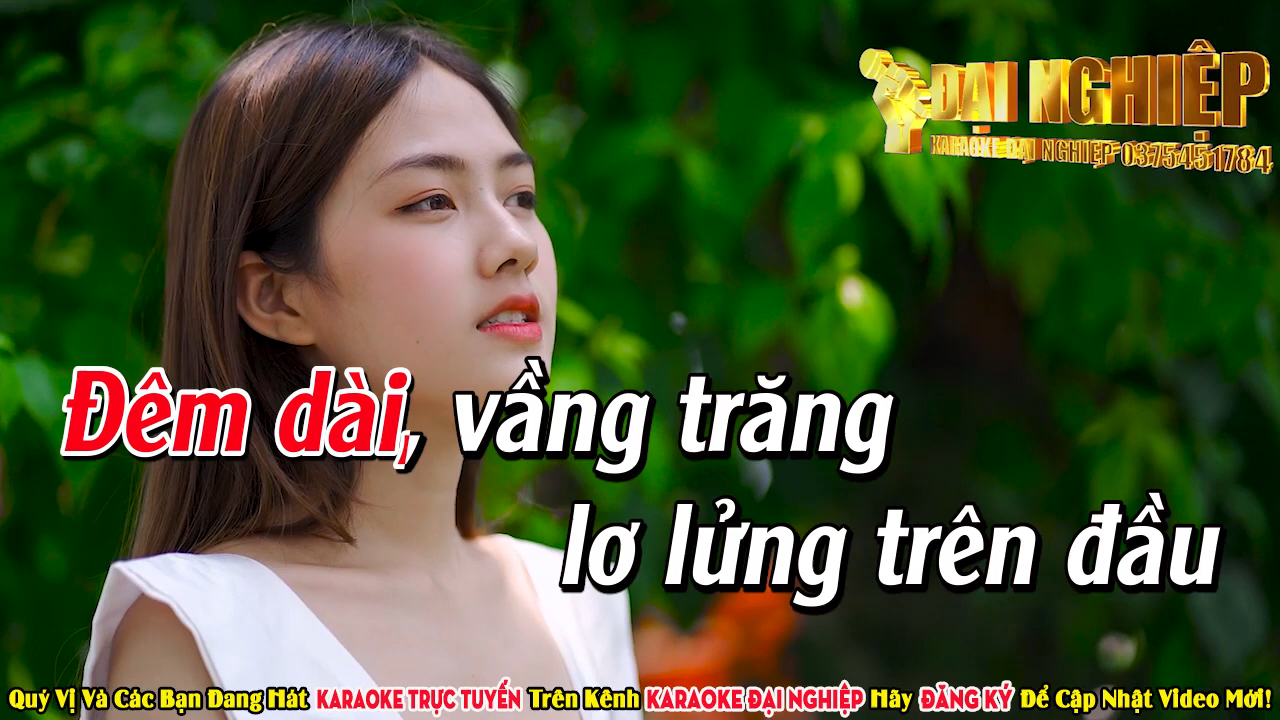 ĐẠI NGHIỆP
KARAOKE ĐẠI NGHIỆP 0375451784
Đêm dài, vầng trăng
lơ lửng trên đầu
Quý Vị Và Các Bạn Đang Hát KARAOKE TRỰC TUYẾN Trên Kênh KARAOKE ĐẠI NGHIỆP Hãy ĐĂNG KÝ Để Cập Nhật Video Mới!